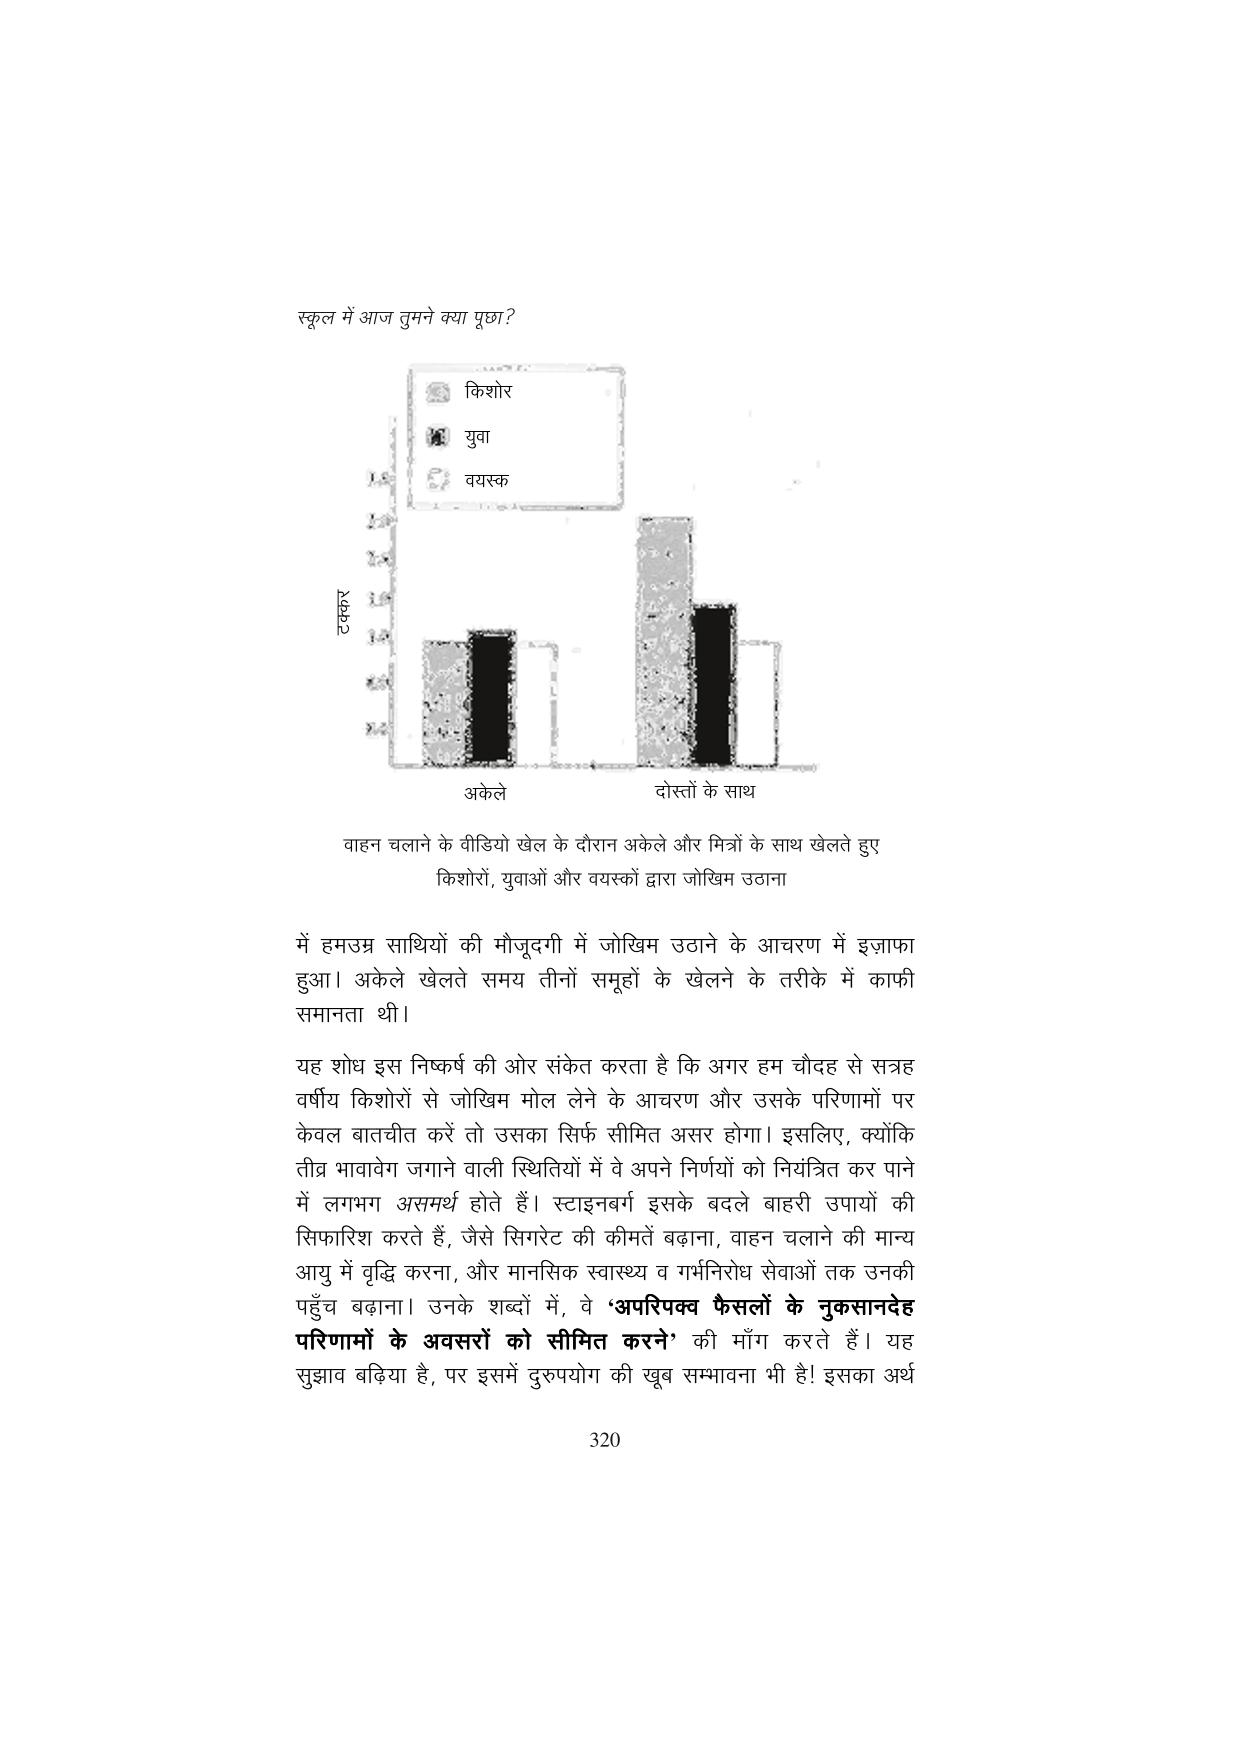 स्कूल में आज तुमने क्या पूछा?
किशोर
युवा
वयस्क
टक्कर
अकेले
दोस्तों के साथ
वाहन चलाने के वीडियो खेल के दौरान अकेले और मित्रों के साथ खेलते हुए
किशोरों, युवाओं और वयस्कों द्वारा जोखिम उठाना
में हमउम्र साथियों की मौजूदगी में जोखिम उठाने के आचरण में इज़ाफा
हुआ। अकेले खेलते समय तीनों समूहों के खेलने के तरीके में काफी
समानता थी।
यह शोध इस निष्कर्ष की ओर संकेत करता है कि अगर हम चौदह से सत्रह
वर्षीय किशोरों से जोखिम मोल लेने के आचरण और उसके परिणामों पर
केवल बातचीत करें तो उसका सिर्फ सीमित असर होगा। इसलिए, क्योंकि
तीव्र भावावेग जगाने वाली स्थितियों में वे अपने निर्णयों को नियंत्रित कर पाने
में लगभग असमर्थ होते हैं। स्टाइनबर्ग इसके बदले बाहरी उपायों की
सिफारिश करते हैं, जैसे सिगरेट की कीमतें बढ़ाना, वाहन चलाने की मान्य
आयु में वृद्धि करना, और मानसिक स्वास्थ्य व गर्भनिरोध सेवाओं तक उनकी
पहुँच बढ़ाना। उनके शब्दों में, वे ‘अपरिपक्व फैसलों के नुकसानदेह
परिणामों के अवसरों को सीमित करने’ की माँग करते हैं। यह
सुझाव बढ़िया है, पर इसमें दुरुपयोग की खूब सम्भावना भी है! इसका अर्थ
320